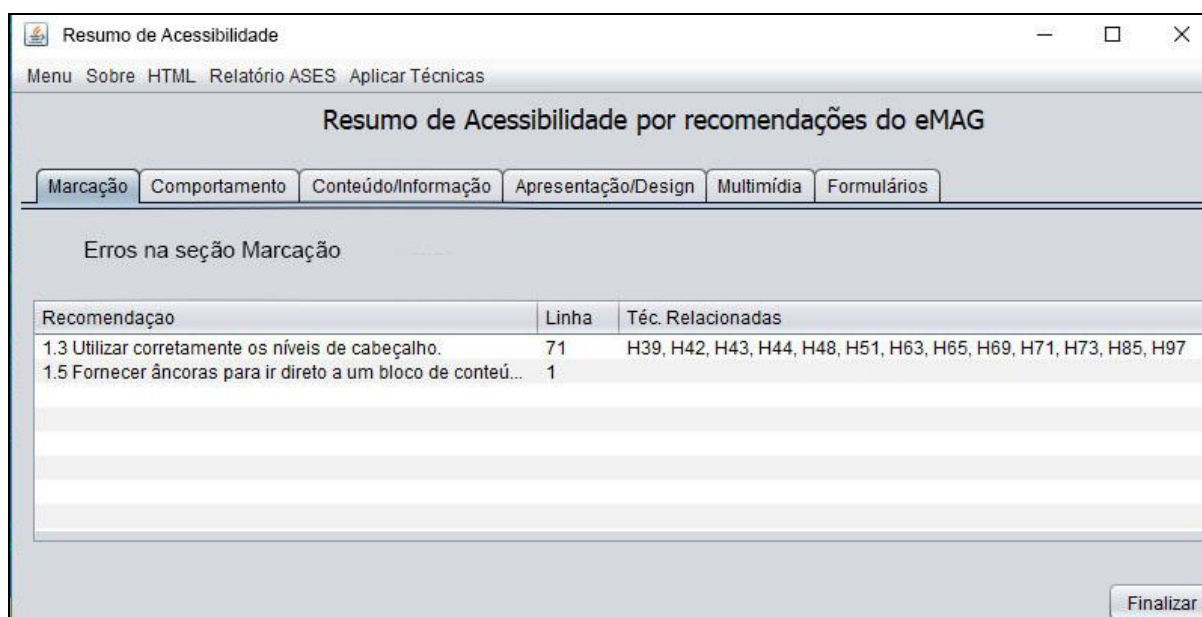 Resumo de Acessibilidade
Menu Sobre HTML Relatório ASES Aplicar Técnicas
Resumo de Acessibilidade por recomendações do eMAG
Marcação Comportamento Conteúdo/Informação Apresentação/Design Multimídia Formulários
Erros na seção Marcação
Recomendaçao Linha Téc. Relacionadas
1.3 Utilizar corretamente os níveis de cabeçalho. 71 H39, H42, H43, H44, H48, H51, H63, H65, H69, H71, H73, H85, H97
1.5 Fornecer âncoras para ir direto a um bloco de conteú... 1
Finalizar